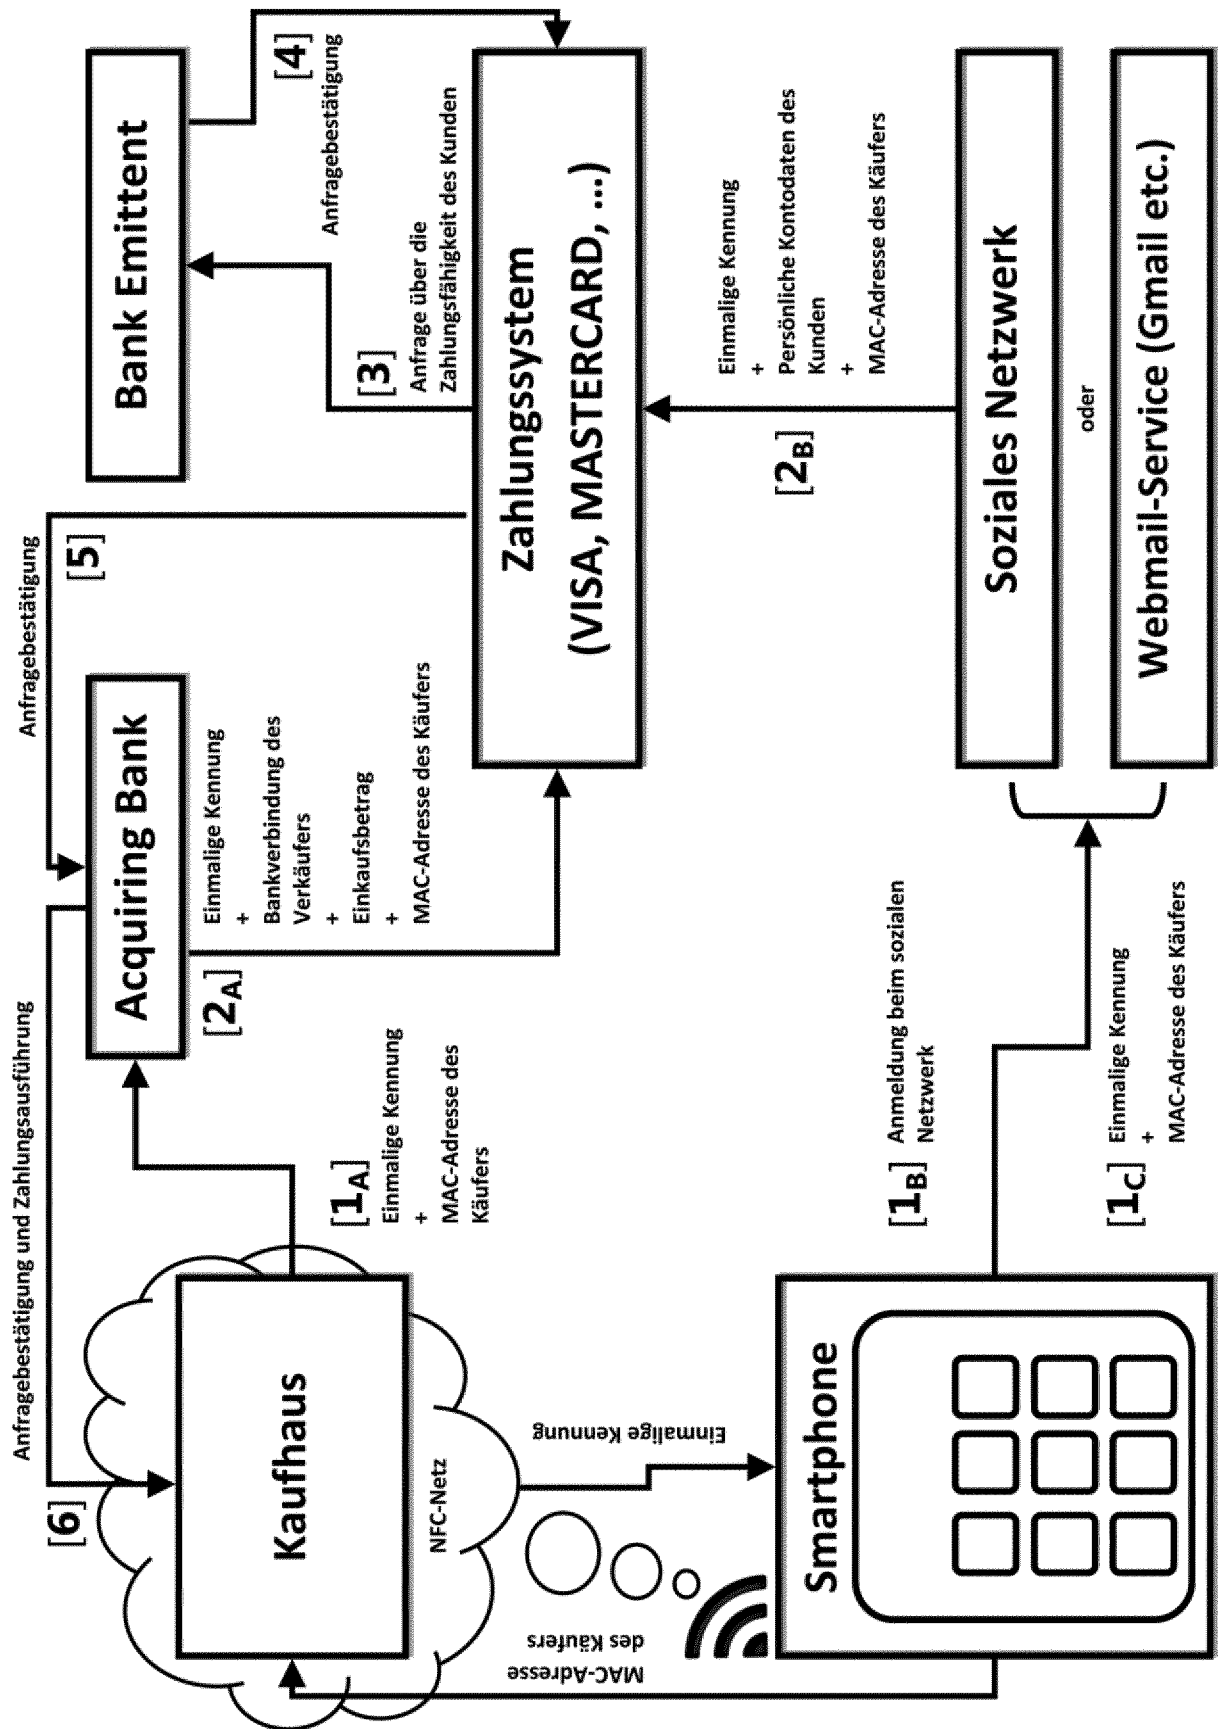 Anfragebestätigung und Zahlungsausführung
[6]
Kaufhaus
NFC-Netz
MAC-Adresse
des Käufers
Einmalige Kennung
Smartphone
[1A]
Einmalige Kennung
+
MAC-Adresse des
Käufers
[1B] Anmeldung beim sozialen
Netzwerk
[1C] Einmalige Kennung
+
MAC-Adresse des Käufers
Anfragebestätigung
[5]
Acquiring Bank
[2A]
Einmalige Kennung
+
Bankverbindung des
Verkäufers
+
Einkaufsbetrag
+
MAC-Adresse des Käufers
Bank Emittent
[4]
Anfragebestätigung
[3]
Anfrage über die
Zahlungsfähigkeit des Kunden
Zahlungssystem
(VISA, MASTERCARD, ...)
Einmalige Kennung
+
Persönliche Kontodaten des
Kunden
+
MAC-Adresse des Käufers
[2B]
Soziales Netzwerk
oder
Webmail-Service (Gmail etc.)